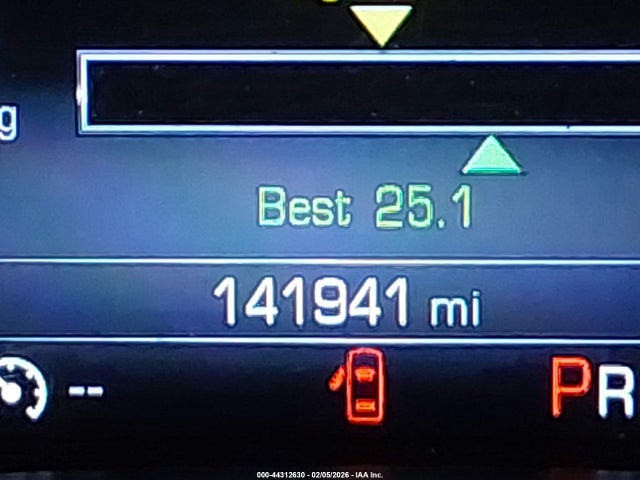 g
Best 25.1
141941 mi
-- PR
000-44312630 - 02/05/2026 - IAA Inc.